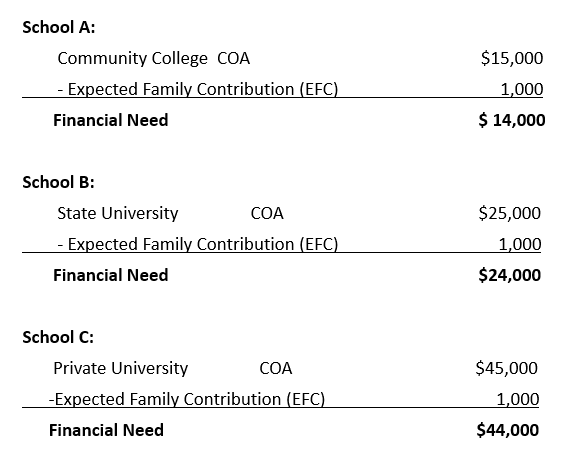 School A:
Community College COA $15,000
- Expected Family Contribution (EFC) 1,000
Financial Need $ 14,000
School B:
State University COA $25,000
- Expected Family Contribution (EFC) 1,000
Financial Need $24,000
School C:
Private University COA $45,000
-Expected Family Contribution (EFC) 1,000
Financial Need $44,000